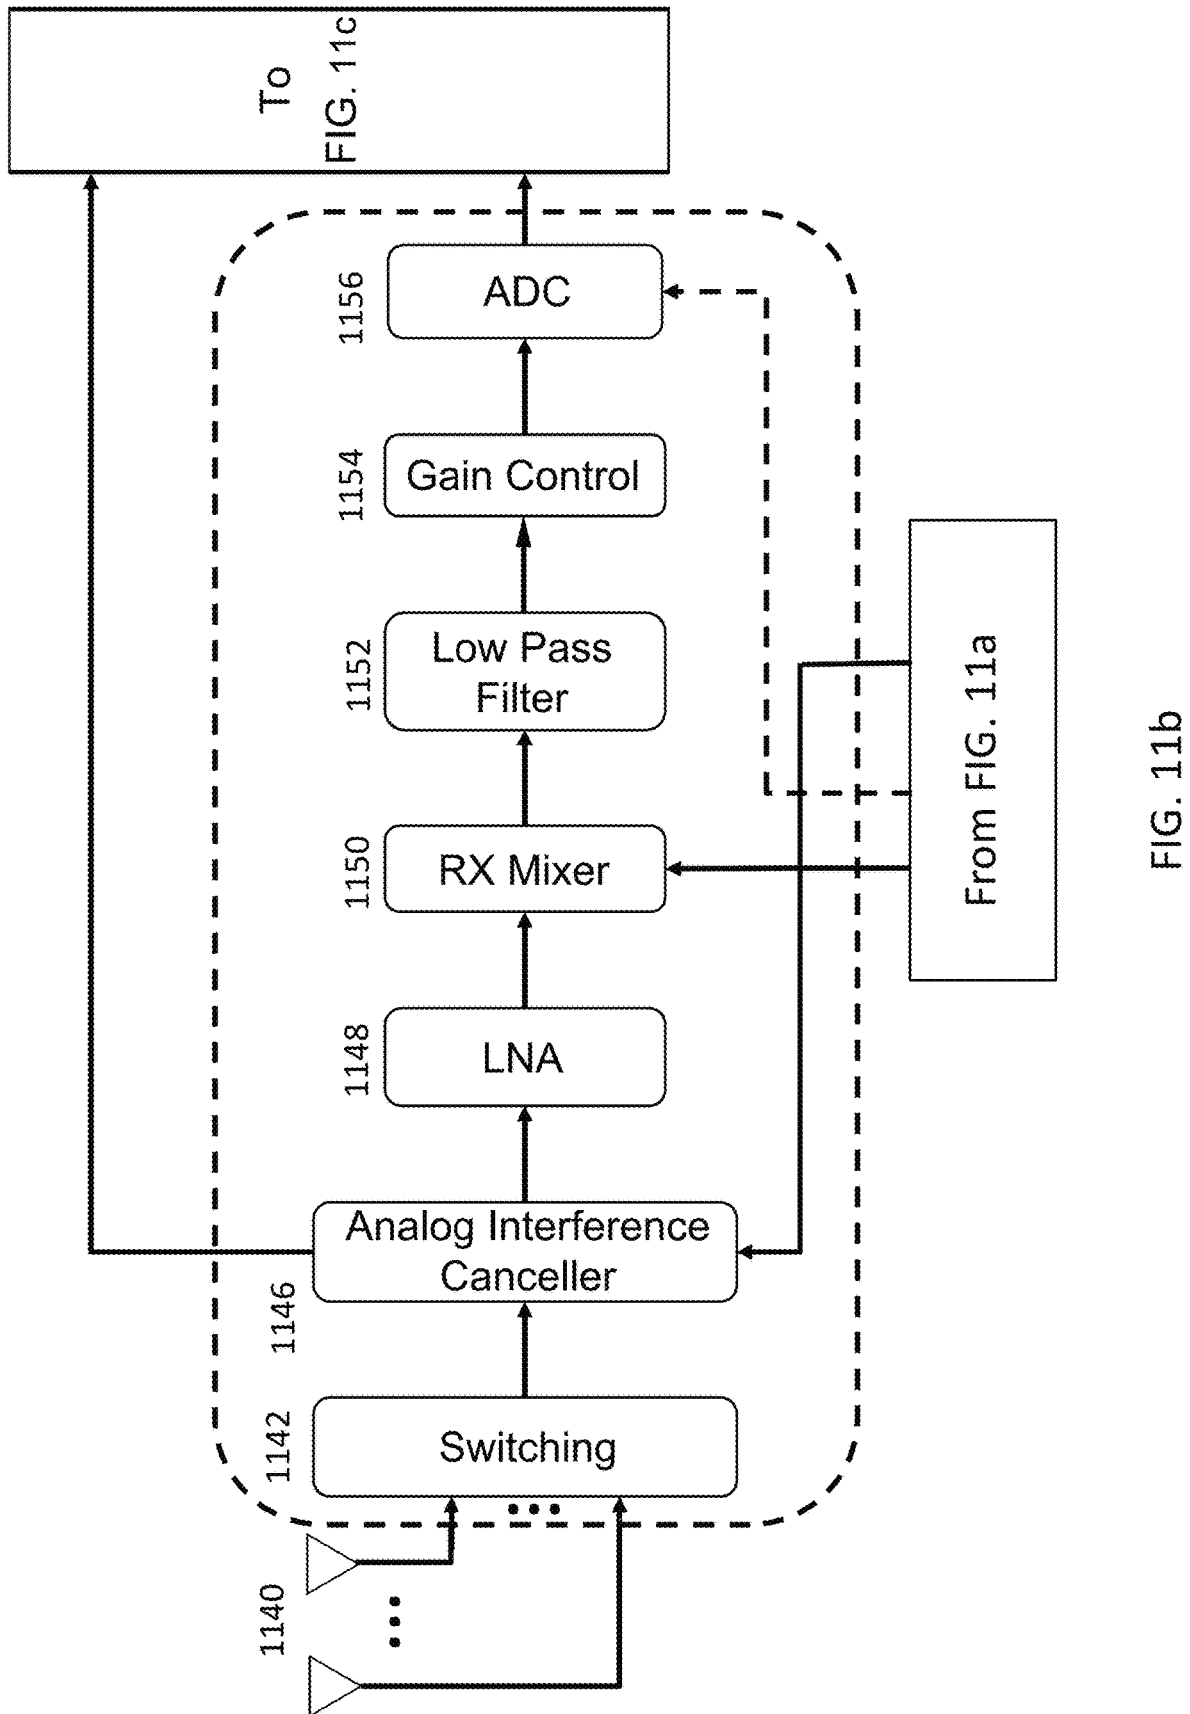 To
FIG. 11c
1156
ADC
1154
Gain Control
1152
Low Pass
Filter
1150
RX Mixer
1148
LNA
1146
Analog Interference
Canceller
1142
Switching
1140
From FIG. 11a
FIG. 11b